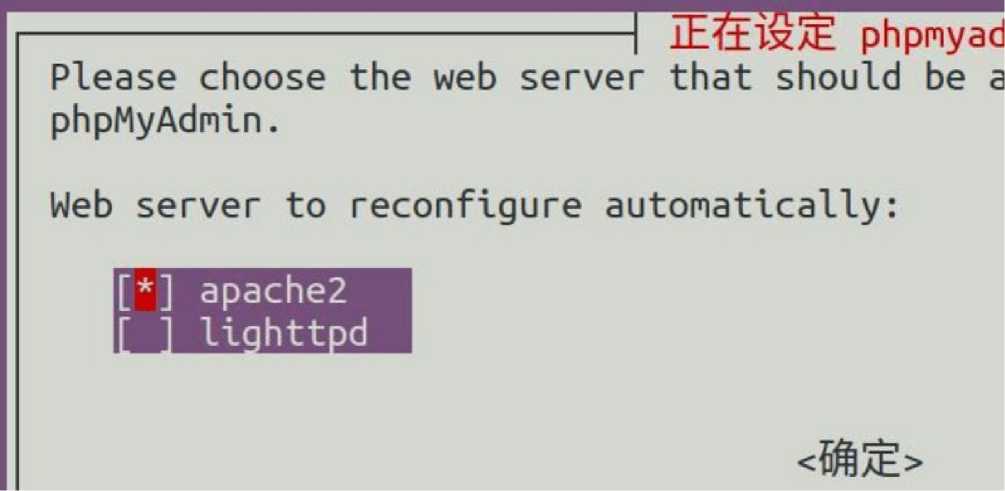 正在设定 phpmyad
Please choose the web server that should be a
phpMyAdmin.
Web server to reconfigure automatically:
[*] apache2
[ ] lighttpd
<确定>